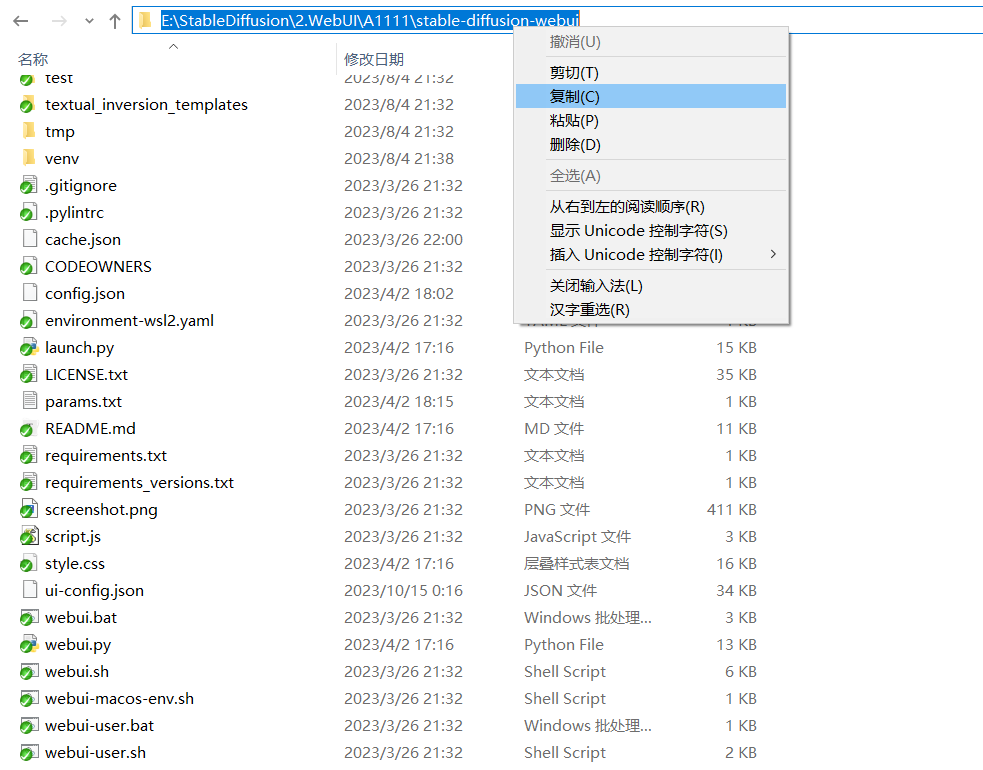 E:\StableDiffusion\2.WebUI\A1111\stable-diffusion-webui
撤消(U)
剪切(T)
复制(C)
粘贴(P)
删除(D)
全选(A)
从右到左的阅读顺序(R)
显示 Unicode 控制字符(S)
插入 Unicode 控制字符(I)
关闭输入法(L)
汉字重选(R)
名称 修改日期
test 2023/8/4 21:32
textual_inversion_templates 2023/8/4 21:32
tmp 2023/8/4 21:32
venv 2023/8/4 21:38
.gitignore 2023/3/26 21:32
.pylintrc 2023/3/26 21:32
cache.json 2023/3/26 22:00
CODEOWNERS 2023/3/26 21:32
config.json 2023/4/2 18:02
environment-wsl2.yaml 2023/3/26 21:32
launch.py 2023/4/2 17:16 Python File 15 KB
LICENSE.txt 2023/3/26 21:32 文本文档 35 KB
params.txt 2023/4/2 18:15 文本文档 1 KB
README.md 2023/4/2 17:16 MD 文件 11 KB
requirements.txt 2023/3/26 21:32 文本文档 1 KB
requirements_versions.txt 2023/3/26 21:32 文本文档 1 KB
screenshot.png 2023/3/26 21:32 PNG 文件 411 KB
script.js 2023/3/26 21:32 JavaScript 文件 3 KB
style.css 2023/4/2 17:16 层叠样式表文档 16 KB
ui-config.json 2023/10/15 0:16 JSON 文件 34 KB
webui.bat 2023/3/26 21:32 Windows 批处理... 3 KB
webui.py 2023/4/2 17:16 Python File 13 KB
webui.sh 2023/3/26 21:32 Shell Script 6 KB
webui-macos-env.sh 2023/3/26 21:32 Shell Script 1 KB
webui-user.bat 2023/3/26 21:32 Windows 批处理... 1 KB
webui-user.sh 2023/3/26 21:32 Shell Script 2 KB